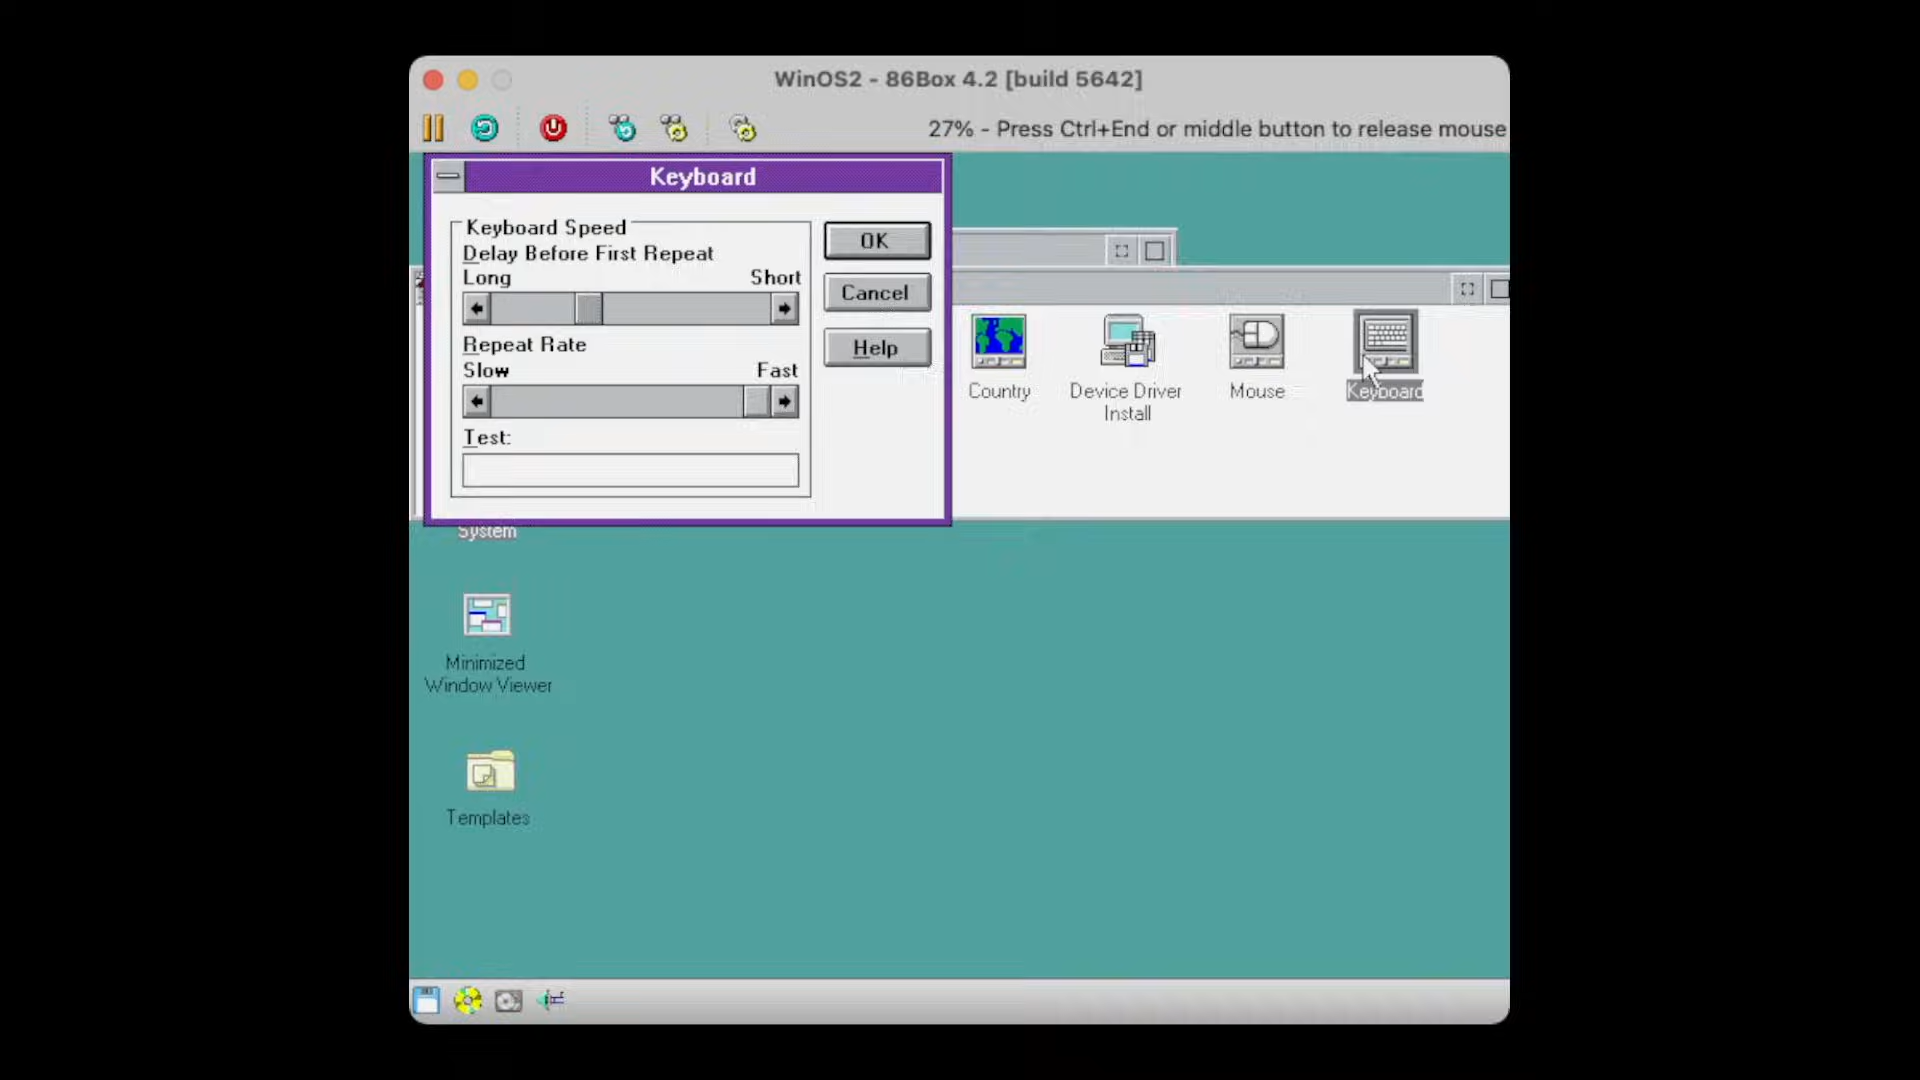 WinOS2 - 86Box 4.2 [build 5642]
27% - Press Ctrl+End or middle button to release mouse
Keyboard
Keyboard Speed
Delay Before First Repeat
Long Short
Repeat Rate
Slow Fast
Test:
OK
Cancel
Help
Country
Device Driver
Install
Mouse
Keyboard
System
Minimized
Window Viewer
Templates